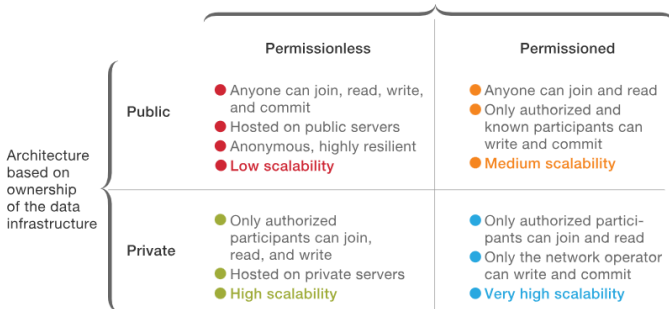 Permissionless
Permissioned
Architecture
based on
ownership
of the data
infrastructure
Public
Anyone can join, read, write,
and commit
Hosted on public servers
Anonymous, highly resilient
Low scalability
Anyone can join and read
Only authorized and
known participants can
write and commit
Medium scalability
Private
Only authorized
participants can join,
read, and write
Hosted on private servers
High scalability
Only authorized partici-
pants can join and read
Only the network operator
can write and commit
Very high scalability